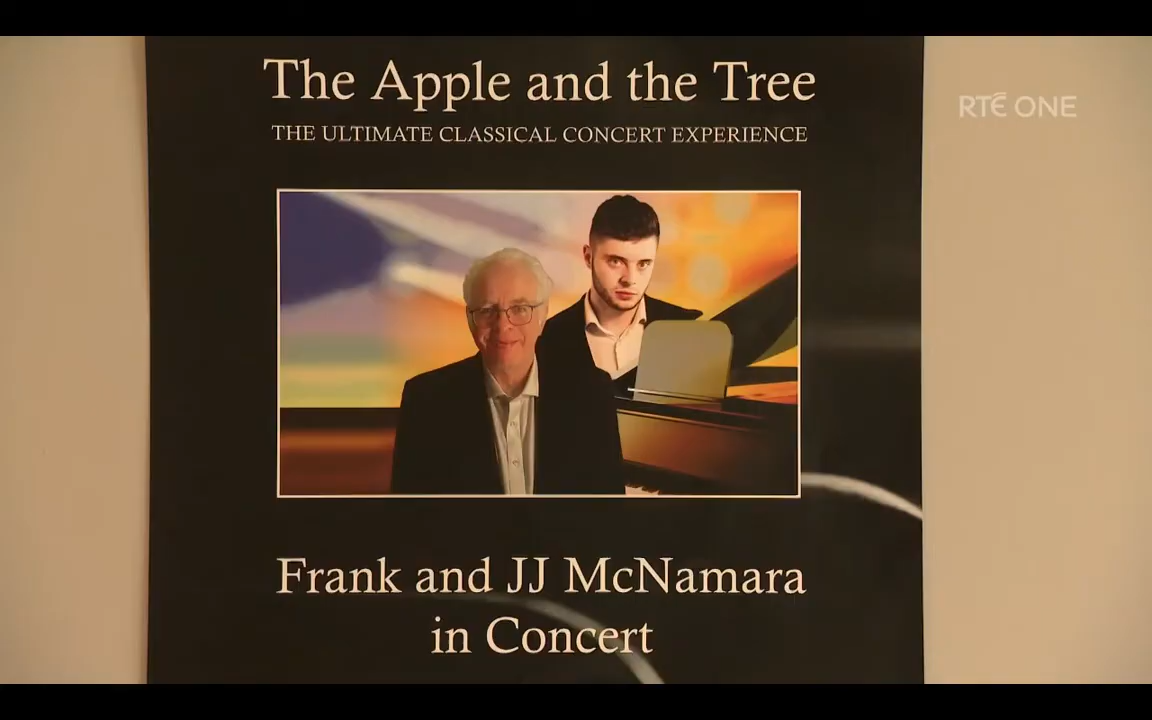 The Apple and the Tree
THE ULTIMATE CLASSICAL CONCERT EXPERIENCE
RTÉ ONE
Frank and JJ McNamara
in Concert